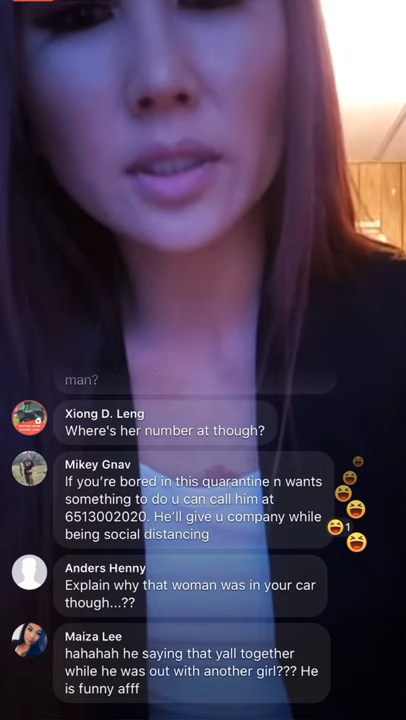 man?
Xiong D. Leng
Where's her number at though?
Mikey Gnav
If you're bored in this quarantine n wants
something to do u can call him at
6513002020. He'll give u company while
being social distancing
1
Anders Henny
Explain why that woman was in your car
though...??
Maiza Lee
hahahah he saying that yall together
while he was out with another girl??? He
is funny afff